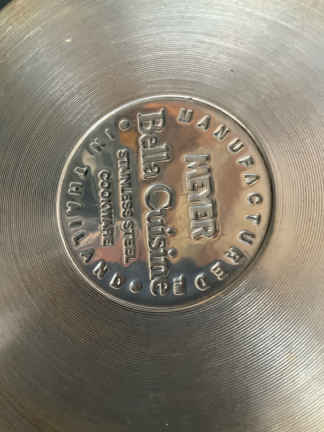 MEYER
Bella Cuisine
STAINLESS STEEL
COOKWARE
MANUFACTURED
IN THAILAND